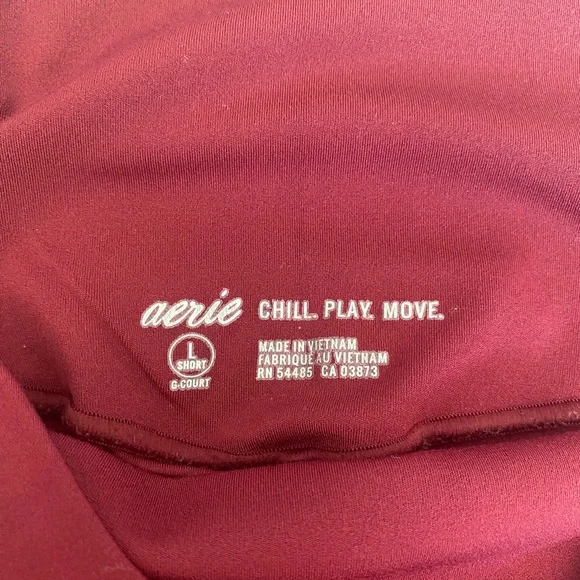 aerie CHILL. PLAY. MOVE.
L
SHORT
G-COURT
MADE IN VIETNAM
FABRIQUÉ AU VIETNAM
RN 54485 CA 03873